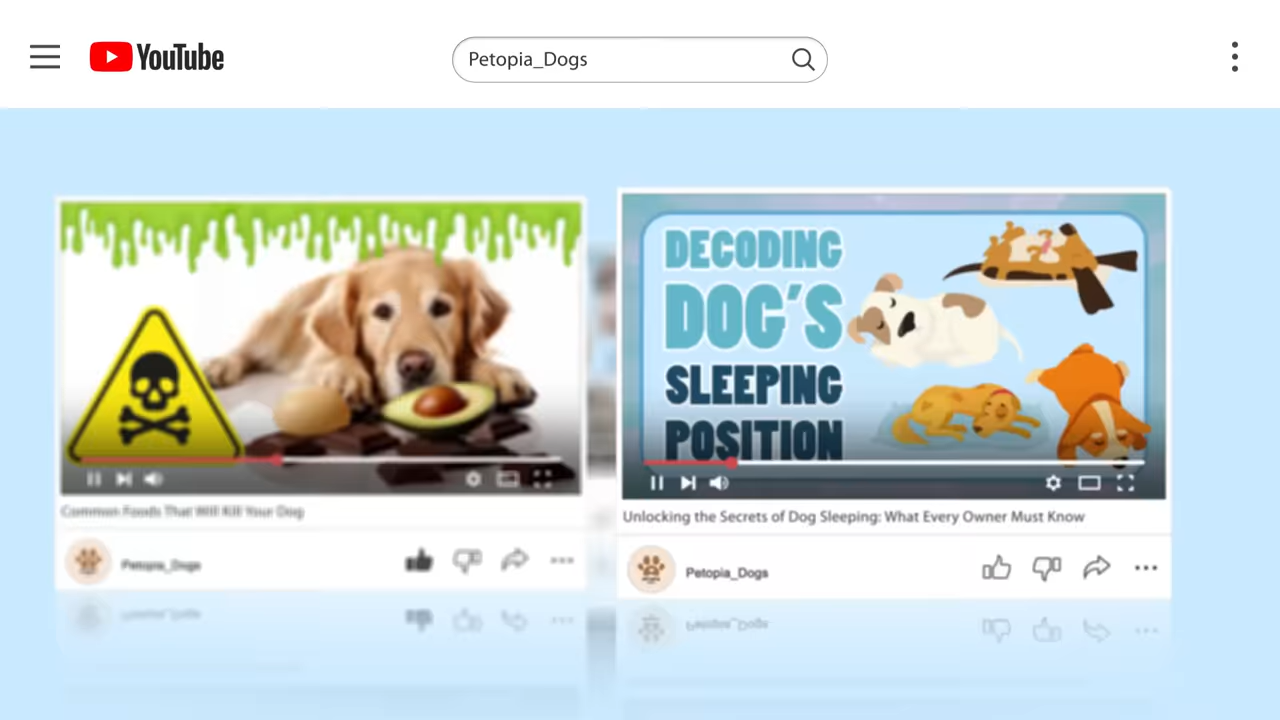 YouTube
Petopia_Dogs
DECODING
DOG'S
SLEEPING
POSITION
Common Foods That Will Kill Your Dog
Unlocking the Secrets of Dog Sleeping: What Every Owner Must Know
Petopia_Dogs
Petopia_Dogs